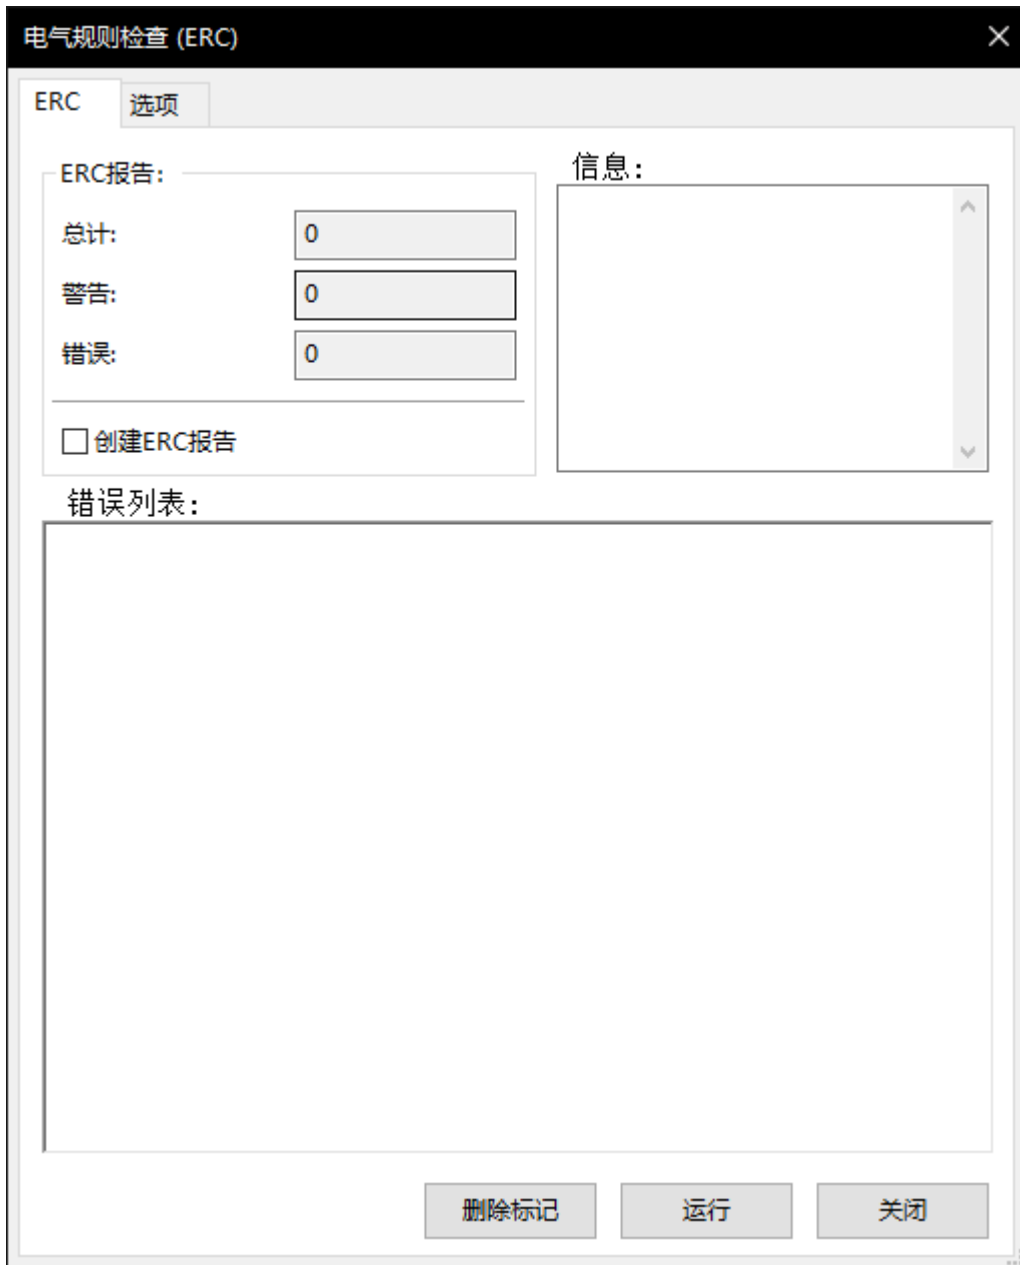 电气规则检查 (ERC)
ERC 选项
ERC报告:
信息:
总计: 0
警告: 0
错误: 0
创建ERC报告
错误列表:
删除标记 运行 关闭